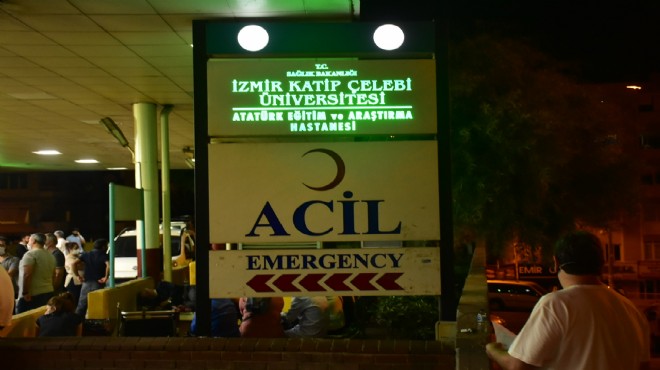 T.C.
SAĞLIK BAKANLIĞI
İZMİR KATİP ÇELEBİ
ÜNİVERSİTESİ
ATATÜRK EĞİTİM ve ARAŞTIRMA
HASTANESİ
ACİL
EMERGENCY